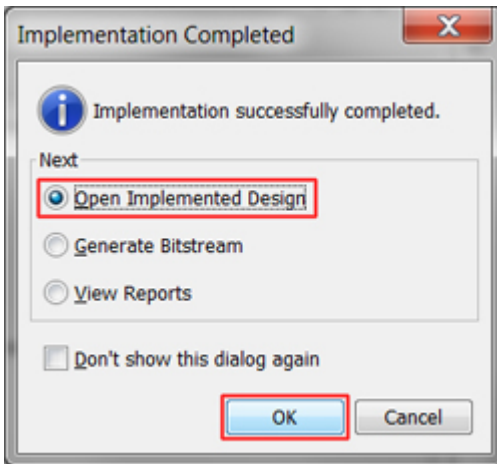 Implementation Completed
Implementation successfully completed.
Next
Open Implemented Design
Generate Bitstream
View Reports
Don't show this dialog again
OK
Cancel